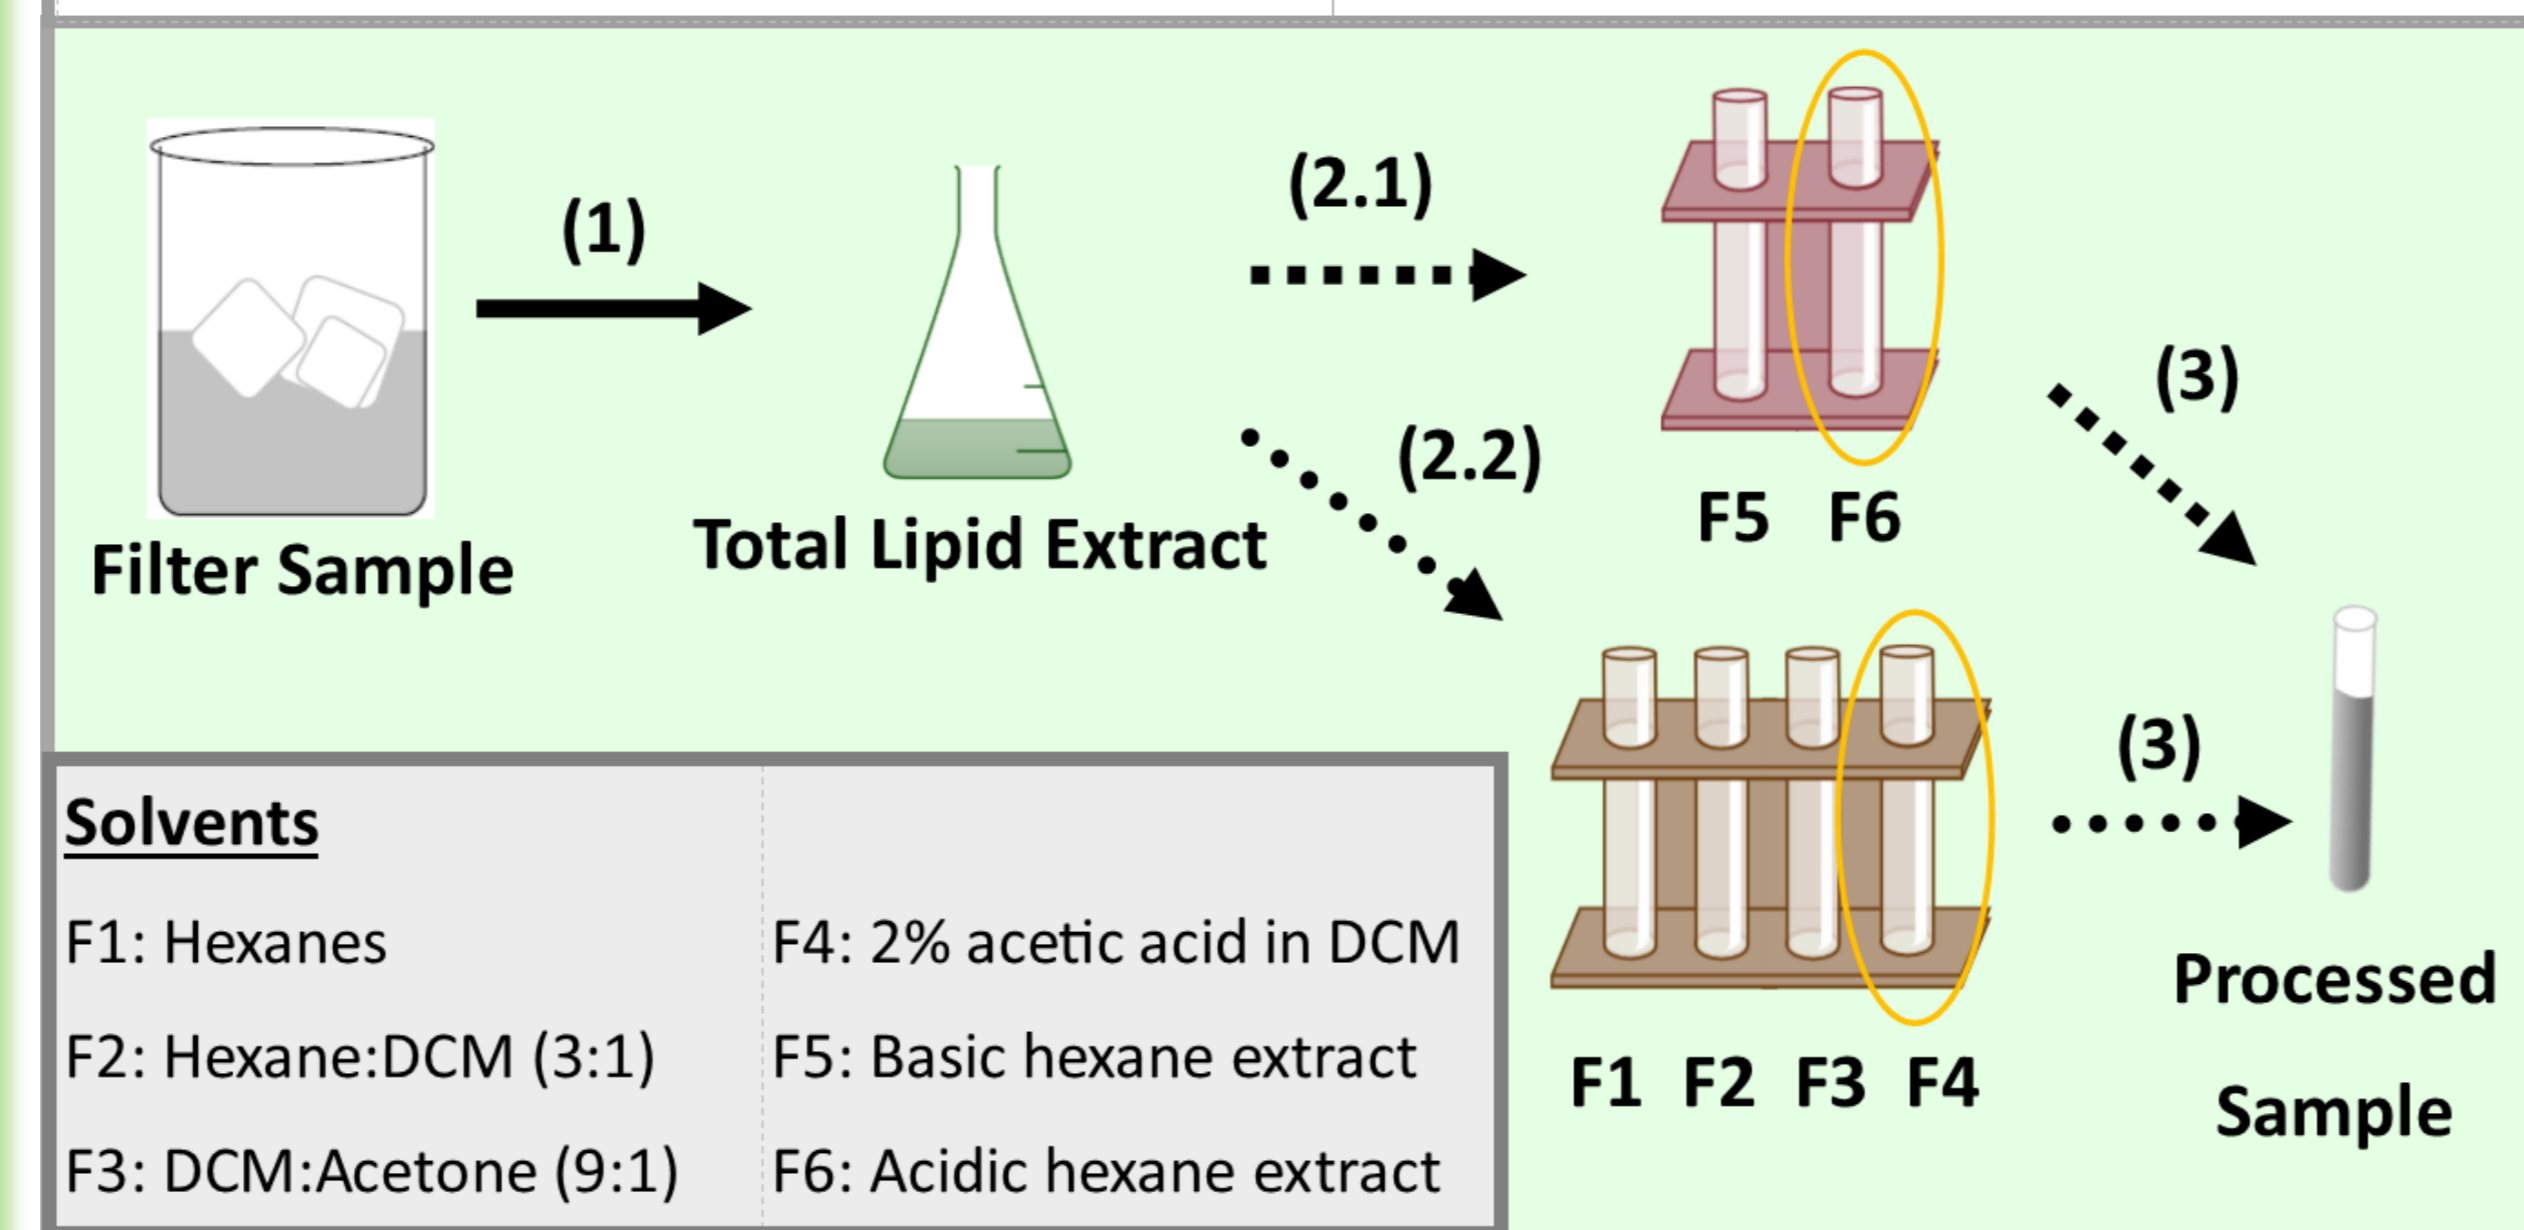 (1)
(2.1)
(2.2)
(3)
(3)
Filter Sample
Total Lipid Extract
F5 F6
F1 F2 F3 F4
Processed
Sample
Solvents
F1: Hexanes
F2: Hexane:DCM (3:1)
F3: DCM:Acetone (9:1)
F4: 2% acetic acid in DCM
F5: Basic hexane extract
F6: Acidic hexane extract